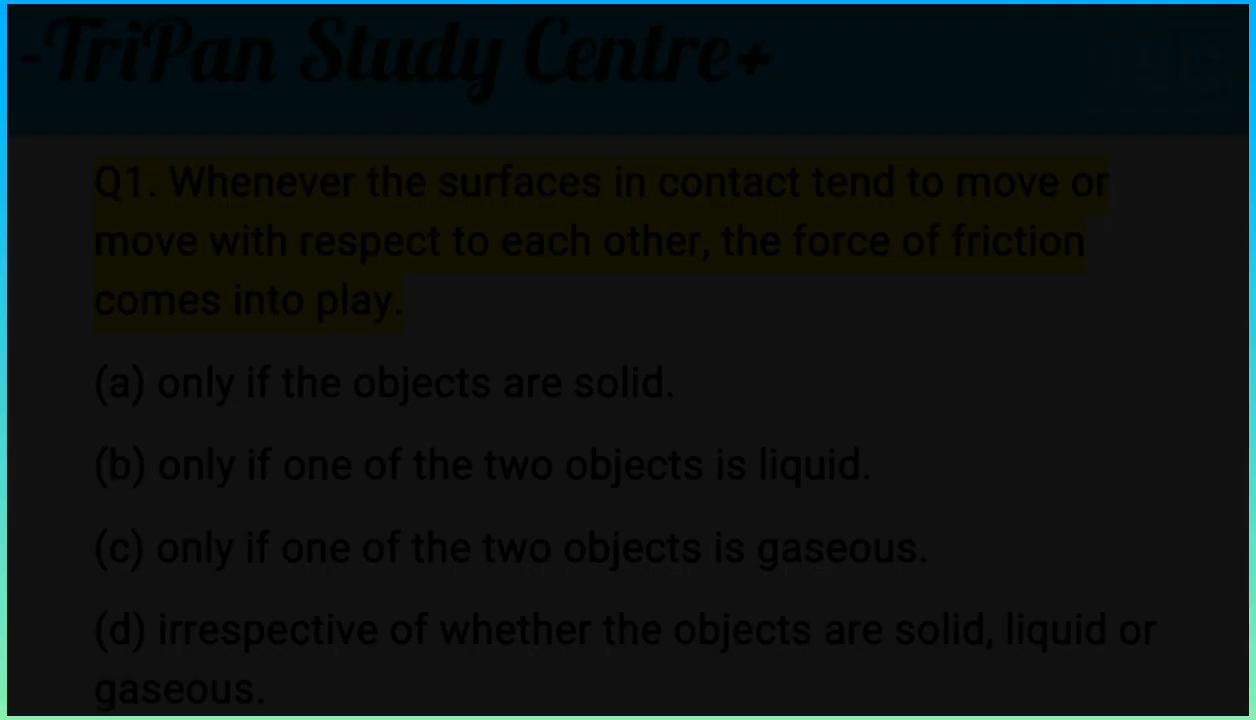 -TriPan Study Centre+
Q1. Whenever the surfaces in contact tend to move or
move with respect to each other, the force of friction
comes into play.
(a) only if the objects are solid.
(b) only if one of the two objects is liquid.
(c) only if one of the two objects is gaseous.
(d) irrespective of whether the objects are solid, liquid or
gaseous.